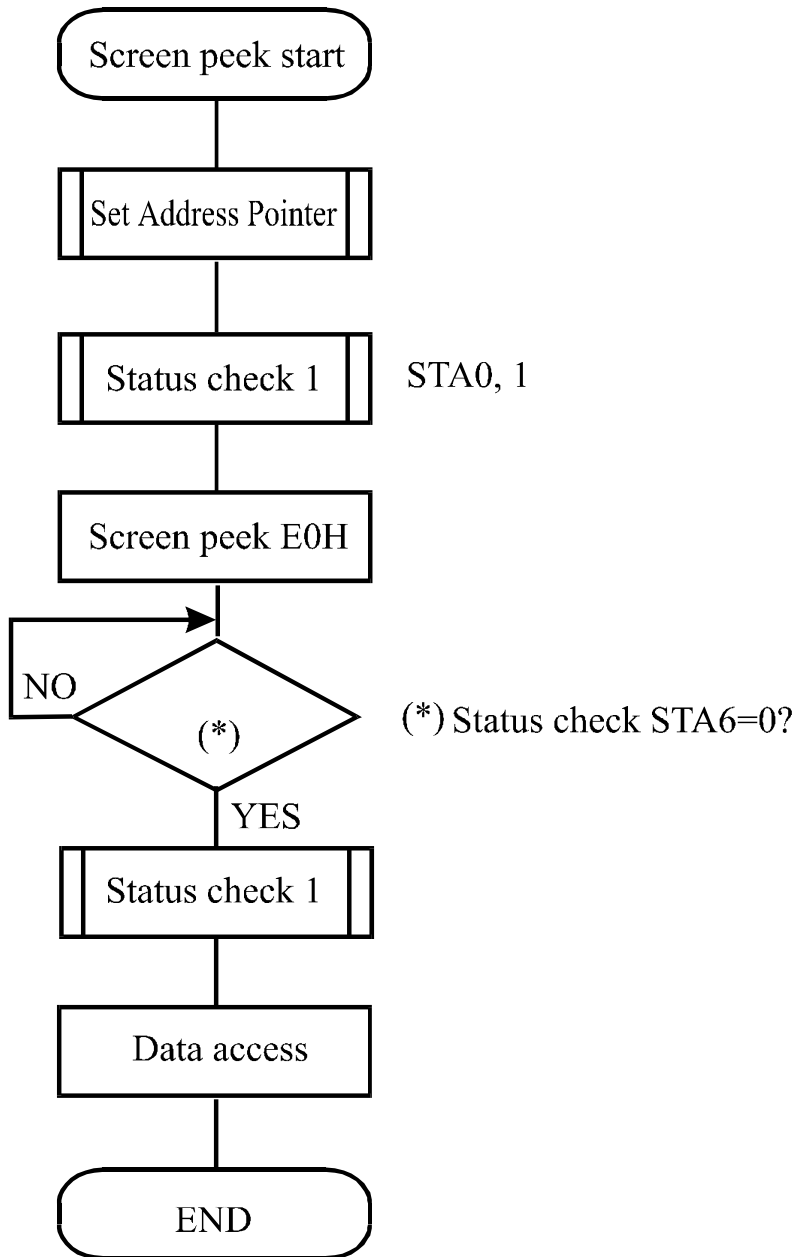 Screen peek start
Set Address Pointer
Status check 1
STA0, 1
Screen peek E0H
NO
(*)
(*) Status check STA6=0?
YES
Status check 1
Data access
END